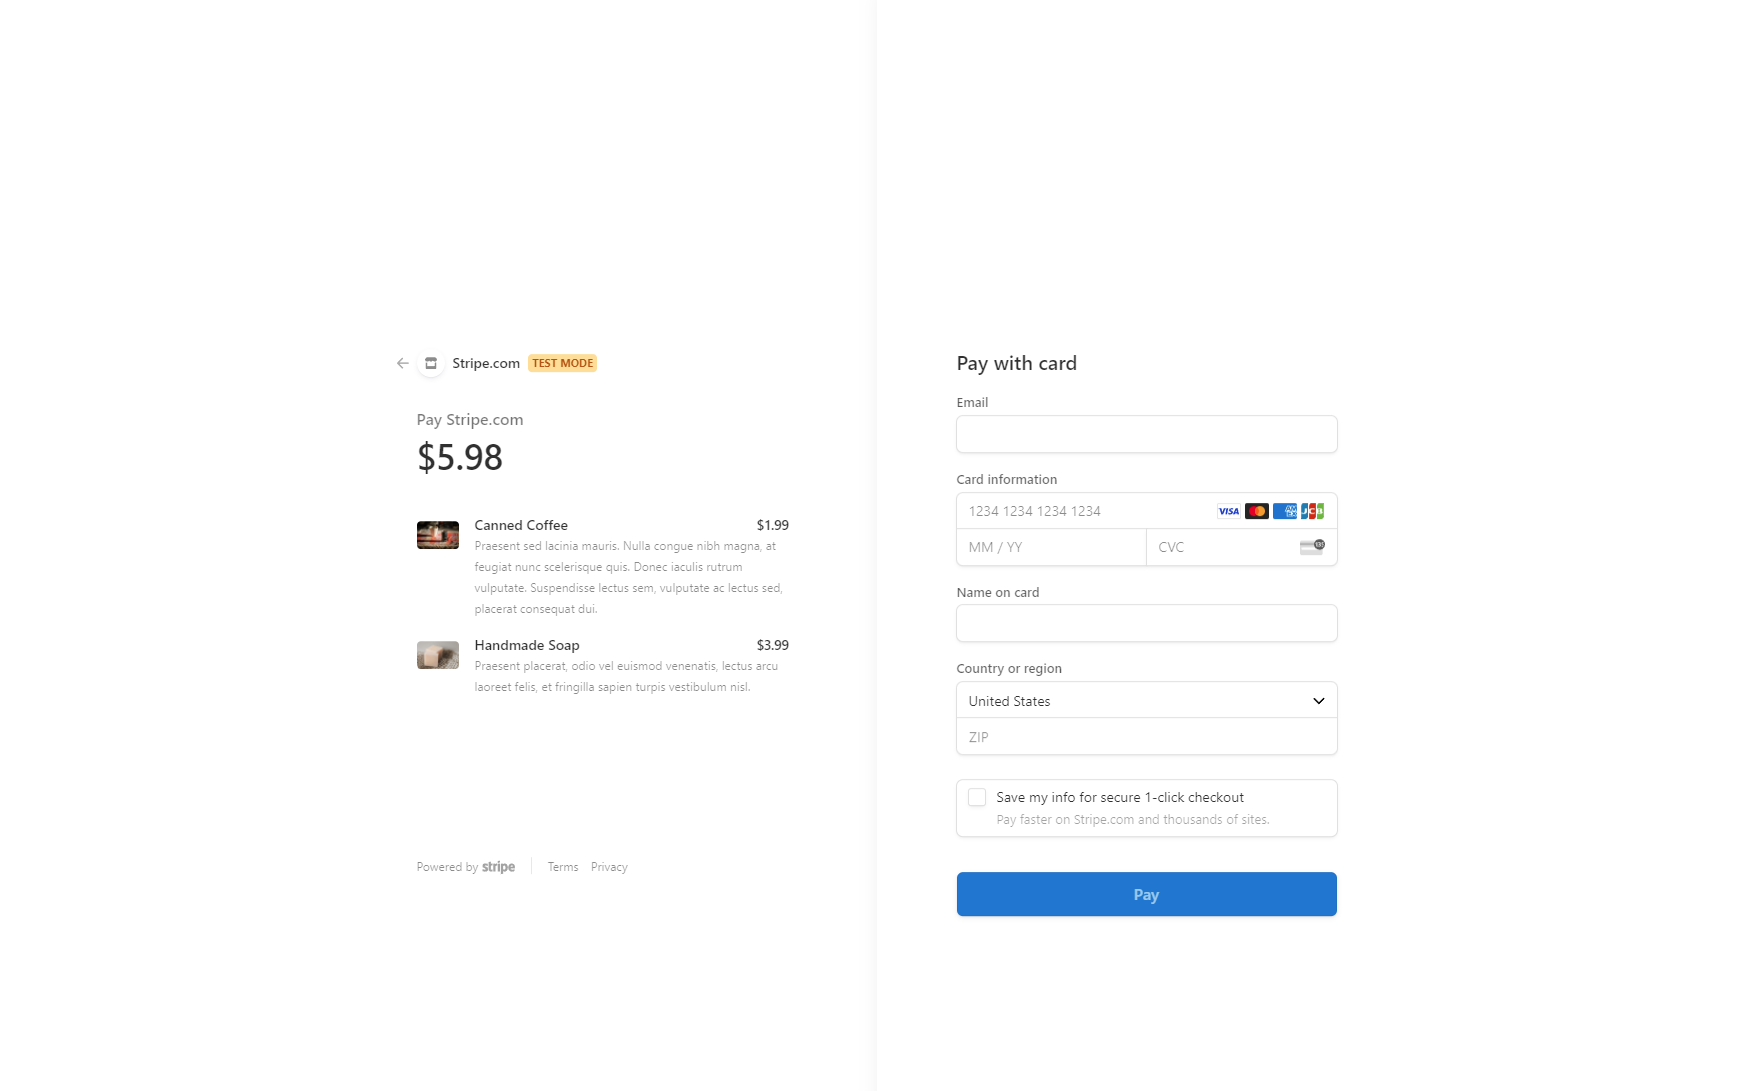 Stripe.com TEST MODE
Pay Stripe.com
$5.98
Canned Coffee $1.99
Praesent sed lacinia mauris. Nulla congue nibh magna, at
feugiat nunc scelerisque quis. Donec iaculis rutrum
vulputate. Suspendisse lectus sem, vulputate ac lectus sed,
placerat consequat dui.
Handmade Soap $3.99
Praesent placerat, odio vel euismod venenatis, lectus arcu
laoreet felis, et fringilla sapien turpis vestibulum nisl.
Powered by stripe Terms Privacy
Pay with card
Email
Card information
1234 1234 1234 1234 VISA JCB
MM / YY CVC
Name on card
Country or region
United States
ZIP
Save my info for secure 1-click checkout
Pay faster on Stripe.com and thousands of sites.
Pay